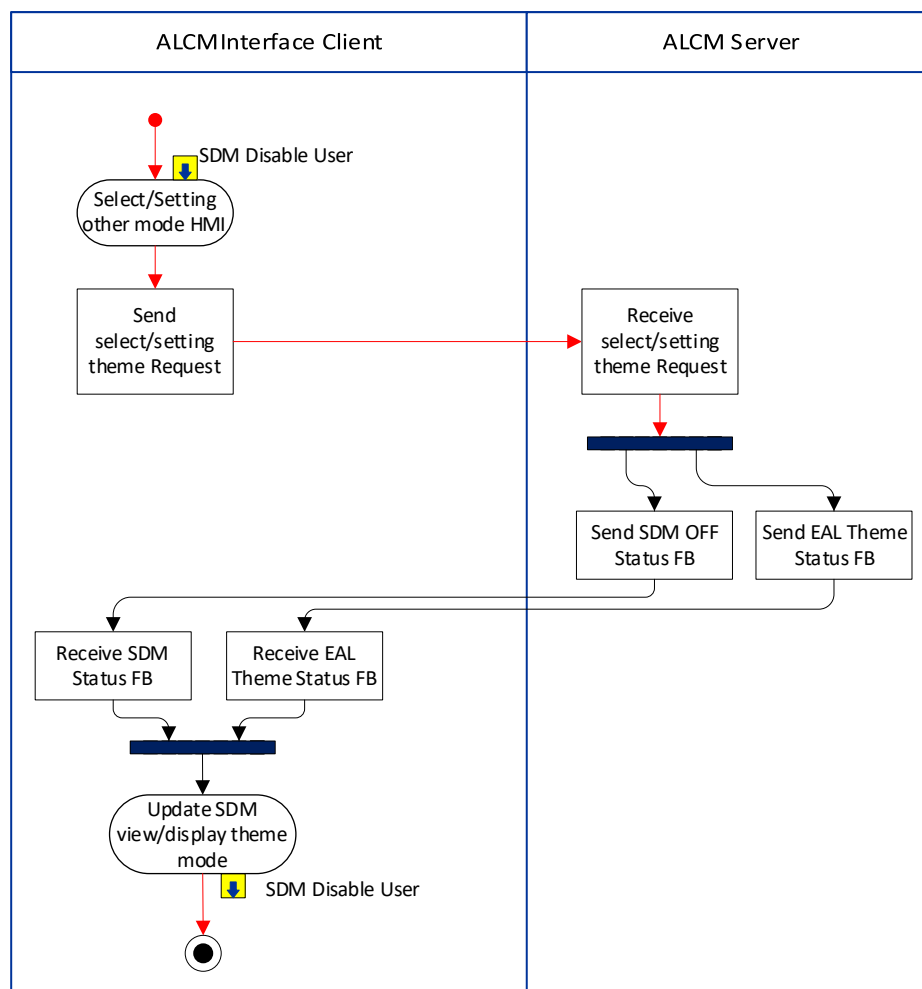 ALCMInterface Client
ALCM Server
SDM Disable User
Select/Setting
other mode HMI
Send
select/setting
theme Request
Receive
select/setting
theme Request
Send SDM OFF
Status FB
Send EAL Theme
Status FB
Receive SDM
Status FB
Receive EAL
Theme Status FB
Update SDM
view/display theme
mode
SDM Disable User